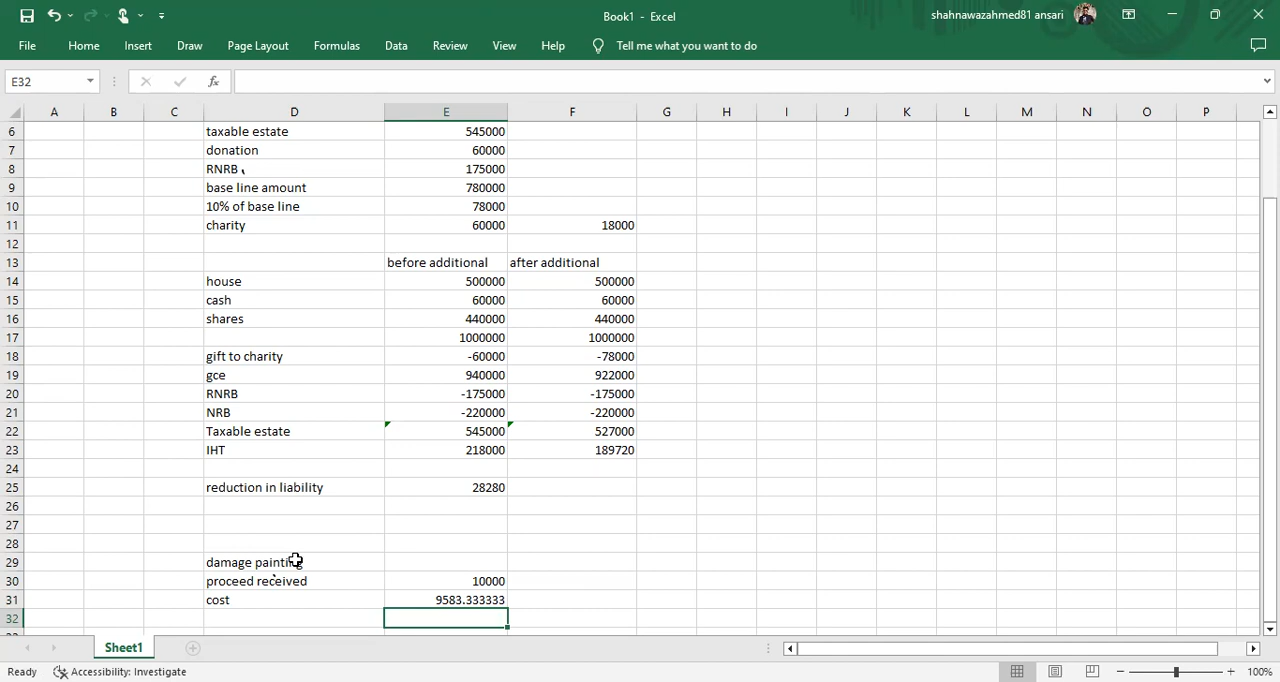 Book1 - Excel
shahnawazahmed81 ansari
File Home Insert Draw Page Layout Formulas Data Review View Help Tell me what you want to do
E32 fx
A B C D E F G H I J K L M N O P
6 taxable estate 545000
7 donation 60000
8 RNRB 175000
9 base line amount 780000
10 10% of base line 78000
11 charity 60000 18000
12
13 before additional after additional
14 house 500000 500000
15 cash 60000 60000
16 shares 440000 440000
17 1000000 1000000
18 gift to charity -60000 -78000
19 gce 940000 922000
20 RNRB -175000 -175000
21 NRB -220000 -220000
22 Taxable estate 545000 527000
23 IHT 218000 189720
24
25 reduction in liability 28280
26
27
28
29 damage painting
30 proceed received 10000
31 cost 9583.333333
32
Sheet1
Ready Accessibility: Investigate 100%